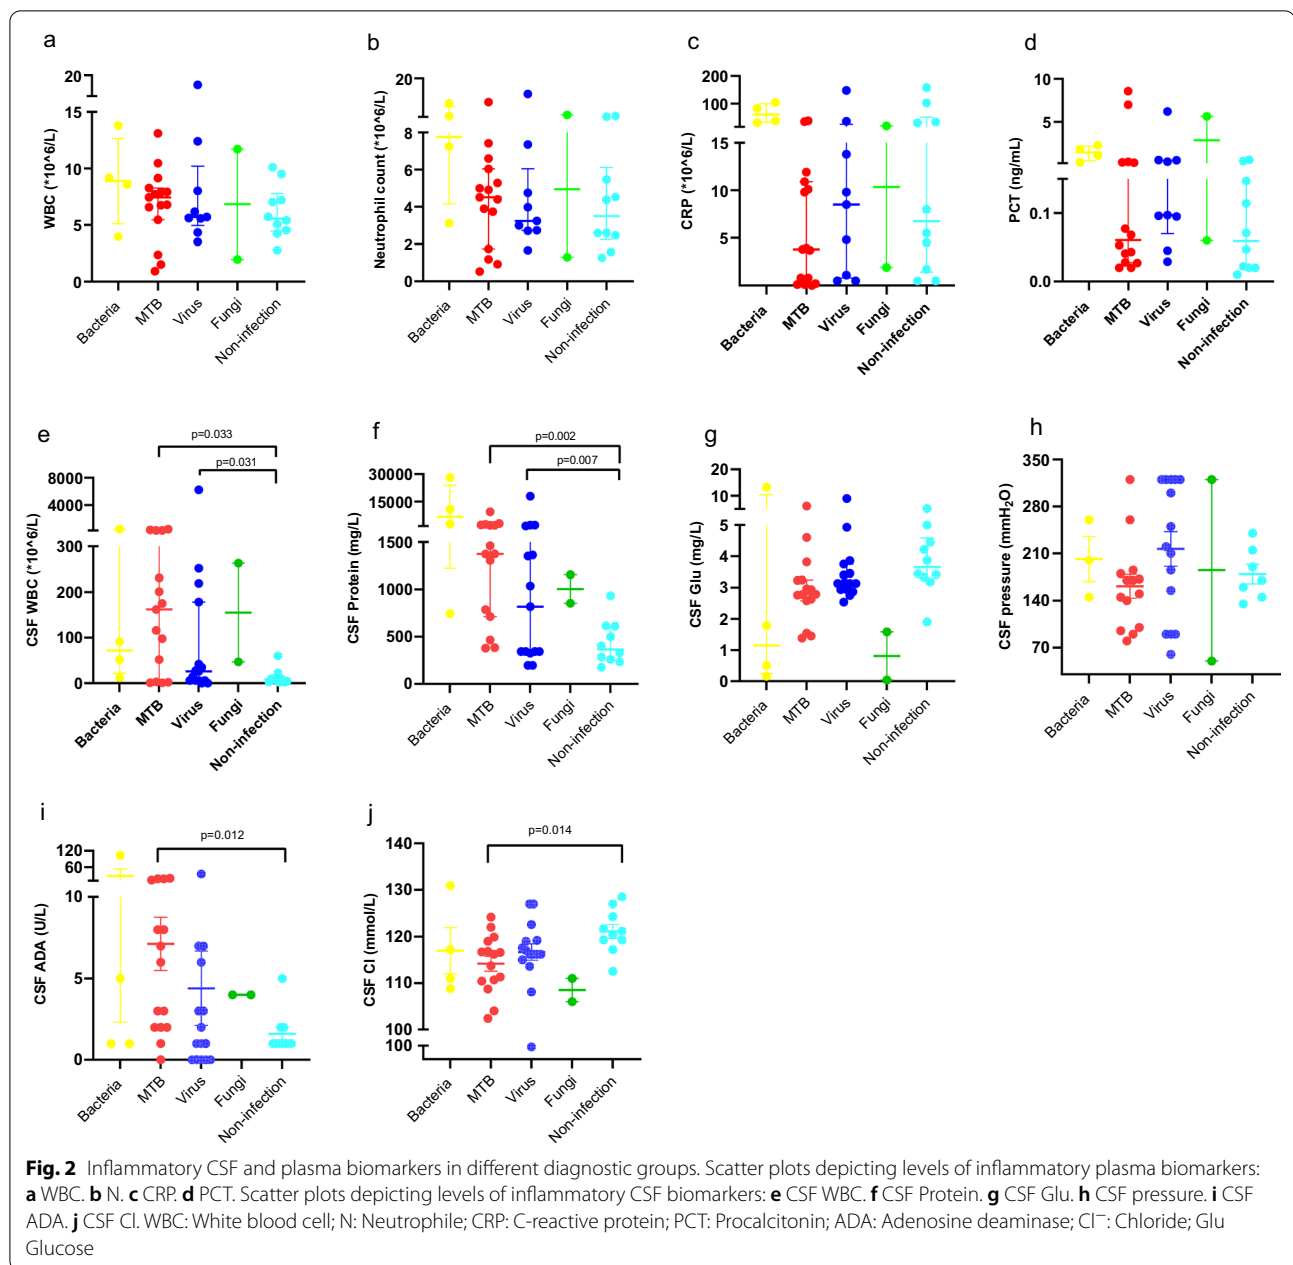 a
WBC (*10^6/L)
20
15
10
5
0
Bacteria
MTB
Virus
Fungi
Non-infection
b
Neutrophil count (*10^6/L)
20
8
6
4
2
0
Bacteria
MTB
Virus
Fungi
Non-infection
c
CRP (*10^6/L)
200
100
15
10
5
Bacteria
MTB
Virus
Fungi
Non-infection
d
PCT (ng/mL)
10
5
0.1
0.0
Bacteria
MTB
Virus
Fungi
Non-infection
e
CSF WBC (*10^6/L)
p=0.033
p=0.031
8000
4000
300
200
100
0
Bacteria
MTB
Virus
Fungi
Non-infection
f
CSF Protein (mg/L)
p=0.002
p=0.007
30000
15000
1500
1000
500
0
Bacteria
MTB
Virus
Fungi
Non-infection
g
CSF Glu (mg/L)
20
10
5
4
3
2
1
0
Bacteria
MTB
Virus
Fungi
Non-infection
h
CSF pressure (mmH₂O)
350
280
210
140
70
Bacteria
MTB
Virus
Fungi
Non-infection
i
CSF ADA (U/L)
p=0.012
120
60
10
5
0
Bacteria
MTB
Virus
Fungi
Non-infection
j
CSF Cl (mmol/L)
p=0.014
140
130
120
110
100
100
Bacteria
MTB
Virus
Fungi
Non-infection
Fig. 2 Inflammatory CSF and plasma biomarkers in different diagnostic groups. Scatter plots depicting levels of inflammatory plasma biomarkers:
a WBC. b N. c CRP. d PCT. Scatter plots depicting levels of inflammatory CSF biomarkers: e CSF WBC. f CSF Protein. g CSF Glu. h CSF pressure. i CSF
ADA. j CSF Cl. WBC: White blood cell; N: Neutrophile; CRP: C-reactive protein; PCT: Procalcitonin; ADA: Adenosine deaminase; Cl⁻: Chloride; Glu
Glucose